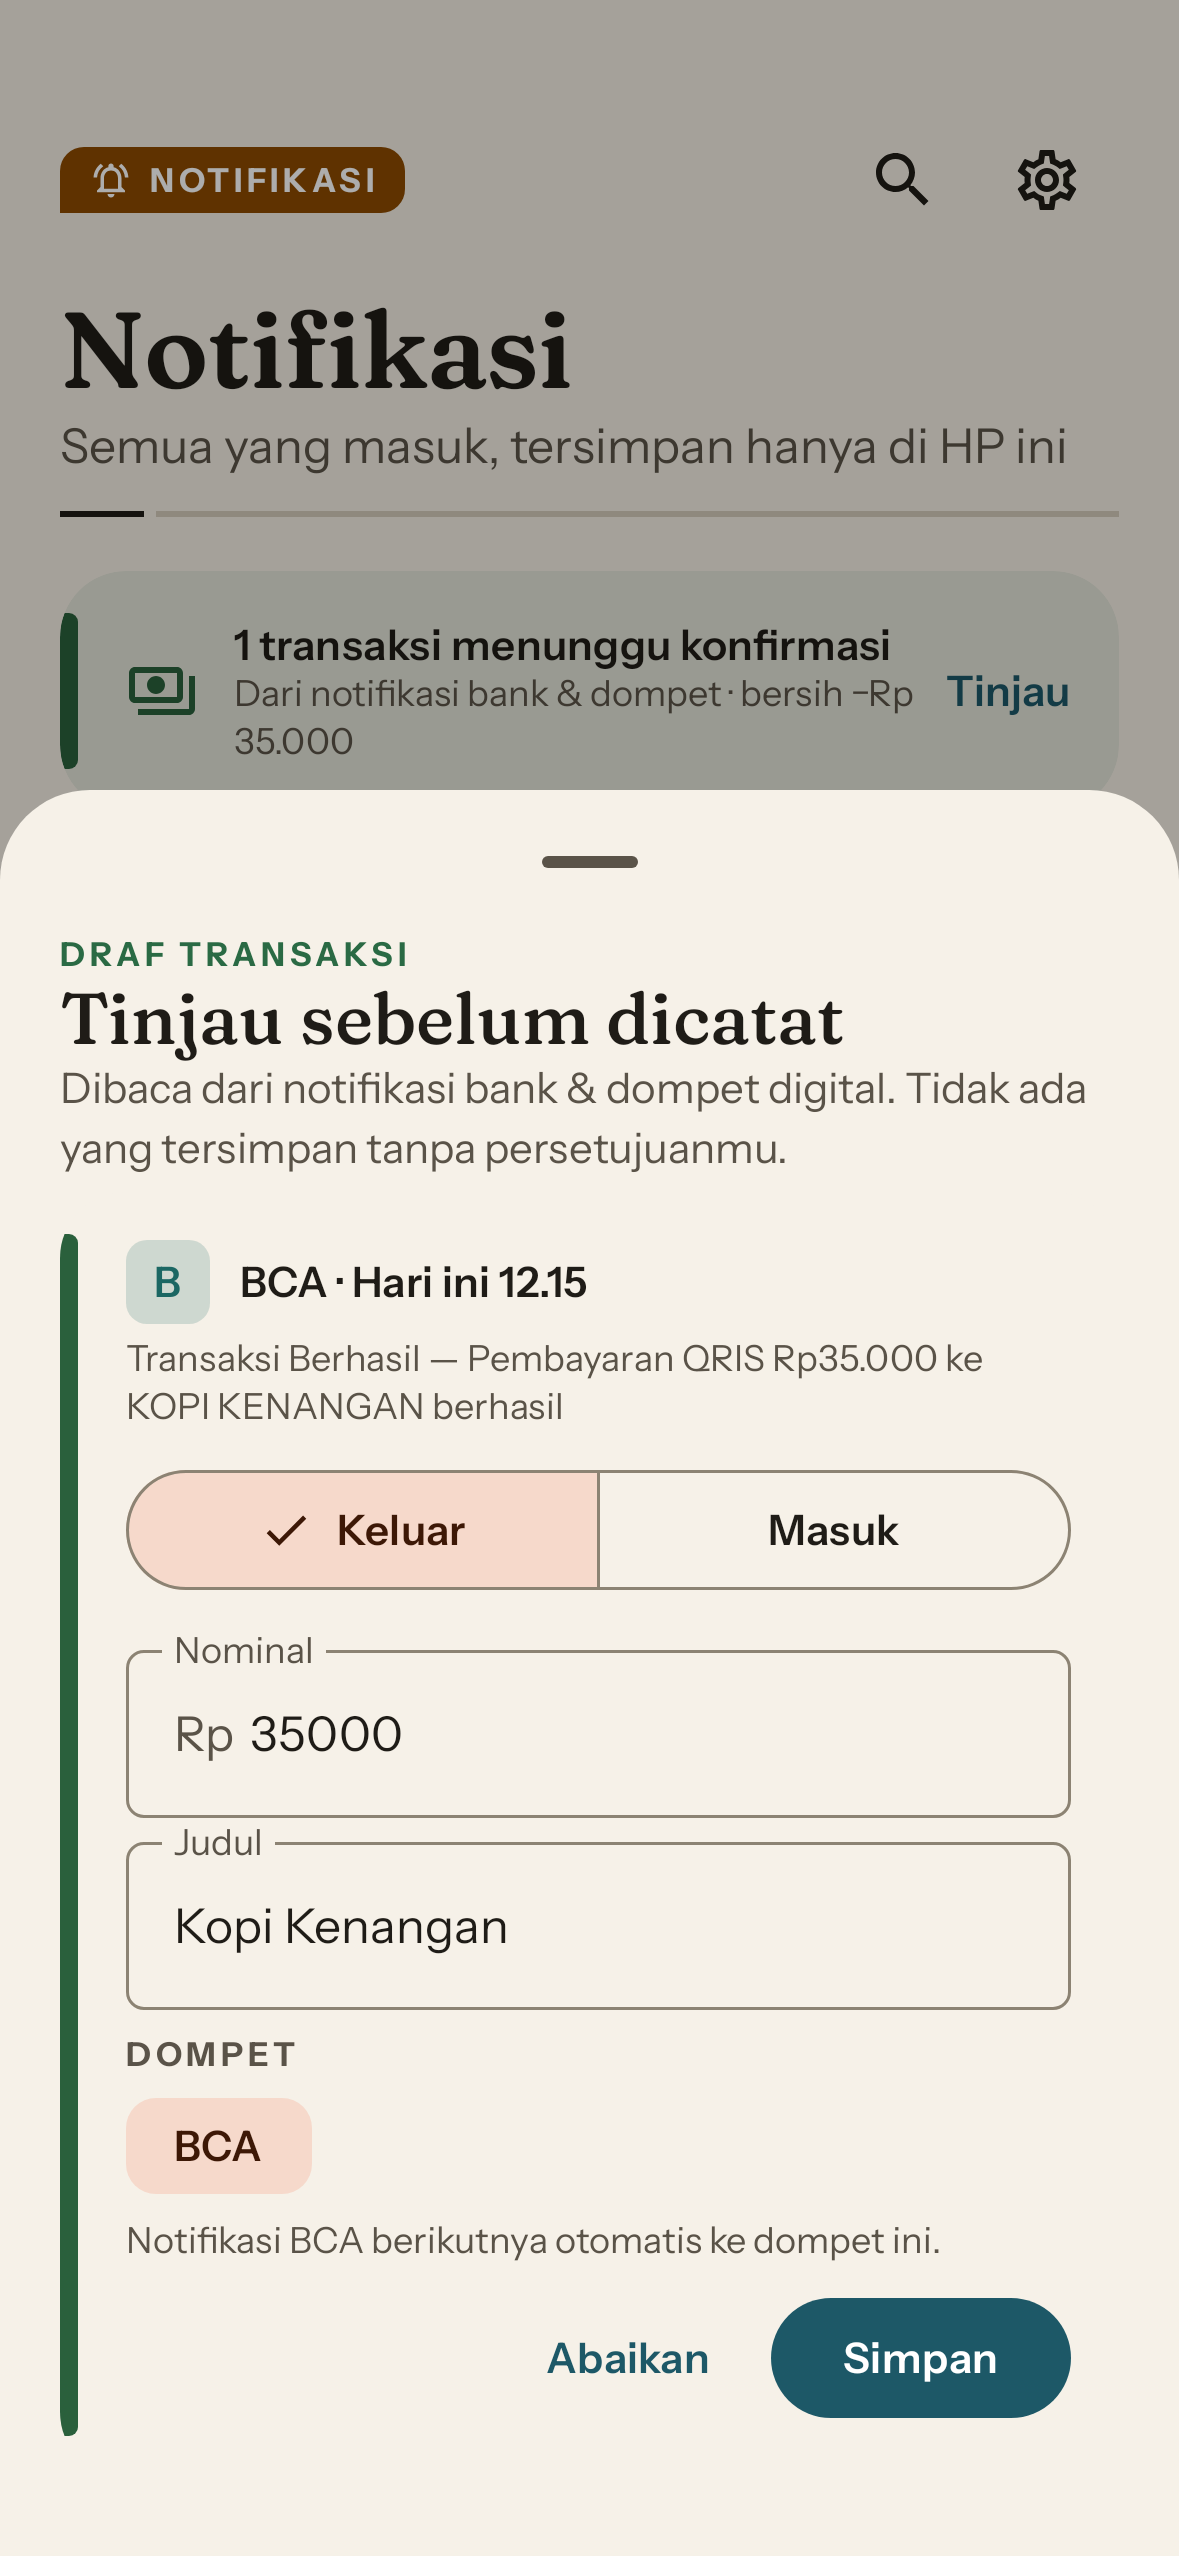 NOTIFIKASI
Notifikasi
Semua yang masuk, tersimpan hanya di HP ini
1 transaksi menunggu konfirmasi
Dari notifikasi bank & dompet · bersih −Rp
35.000
Tinjau
DRAF TRANSAKSI
Tinjau sebelum dicatat
Dibaca dari notifikasi bank & dompet digital. Tidak ada
yang tersimpan tanpa persetujuanmu.
B
BCA · Hari ini 12.15
Transaksi Berhasil — Pembayaran QRIS Rp35.000 ke
KOPI KENANGAN berhasil
Keluar
Masuk
Nominal
Rp 35000
Judul
Kopi Kenangan
DOMPET
BCA
Notifikasi BCA berikutnya otomatis ke dompet ini.
Abaikan
Simpan